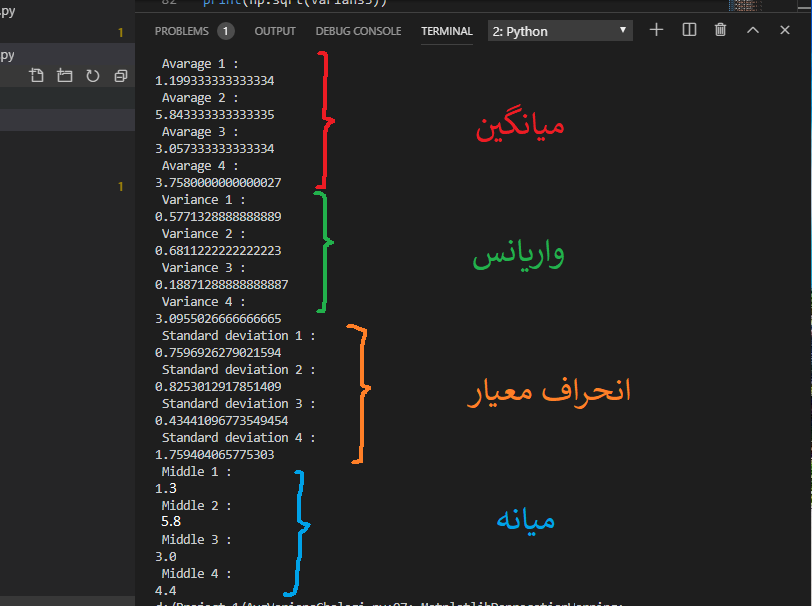 .py
1
.py
1
82 print(np.sqrt(varians3))
PROBLEMS 1 OUTPUT DEBUG CONSOLE TERMINAL 2: Python
Avarage 1 :
1.199333333333334
Avarage 2 :
5.843333333333335
Avarage 3 :
3.057333333333334
Avarage 4 :
3.7580000000000027
میانگین
Variance 1 :
0.5771328888888889
Variance 2 :
0.6811222222222223
Variance 3 :
0.18871288888888887
Variance 4 :
3.0955026666666665
واریانس
Standard deviation 1 :
0.7596926279021594
Standard deviation 2 :
0.8253012917851409
Standard deviation 3 :
0.43441096773549454
Standard deviation 4 :
1.759404065775303
انحراف معیار
Middle 1 :
1.3
Middle 2 :
5.8
Middle 3 :
3.0
Middle 4 :
4.4
میانه